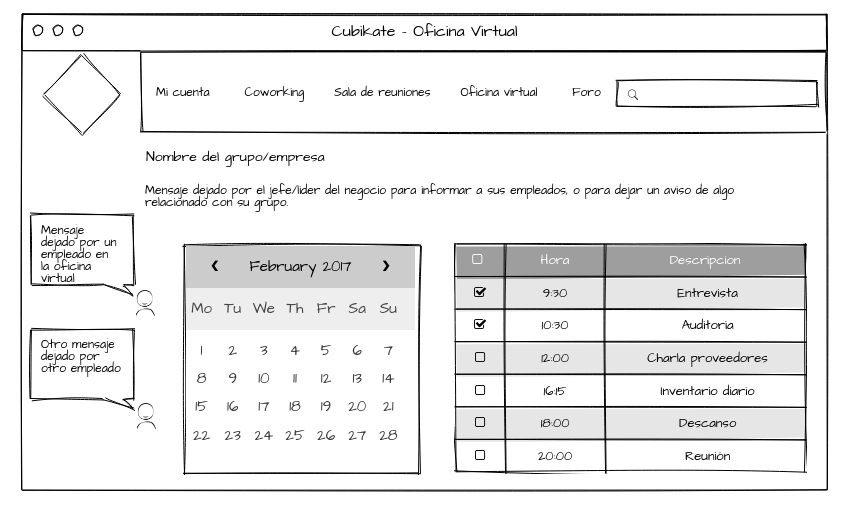 Cubikate - Oficina Virtual
Mi cuenta Coworking Sala de reuniones Oficina virtual Foro
Nombre del grupo/empresa
Mensaje dejado por el jefe/lider del negocio para informar a sus empleados, o para dejar un aviso de algo
relacionado con su grupo.
Mensaje
dejado por un
empleado en
la oficina
virtual
Otro mensaje
dejado por
otro empleado
February 2017
Mo Tu We Th Fr Sa Su
1 2 3 4 5 6 7
8 9 10 11 12 13 14
15 16 17 18 19 20 21
22 23 24 25 26 27 28
Hora Descripcion
9:30 Entrevista
10:30 Auditoria
12:00 Charla proveedores
16:15 Inventario diario
18:00 Descanso
20:00 Reunión